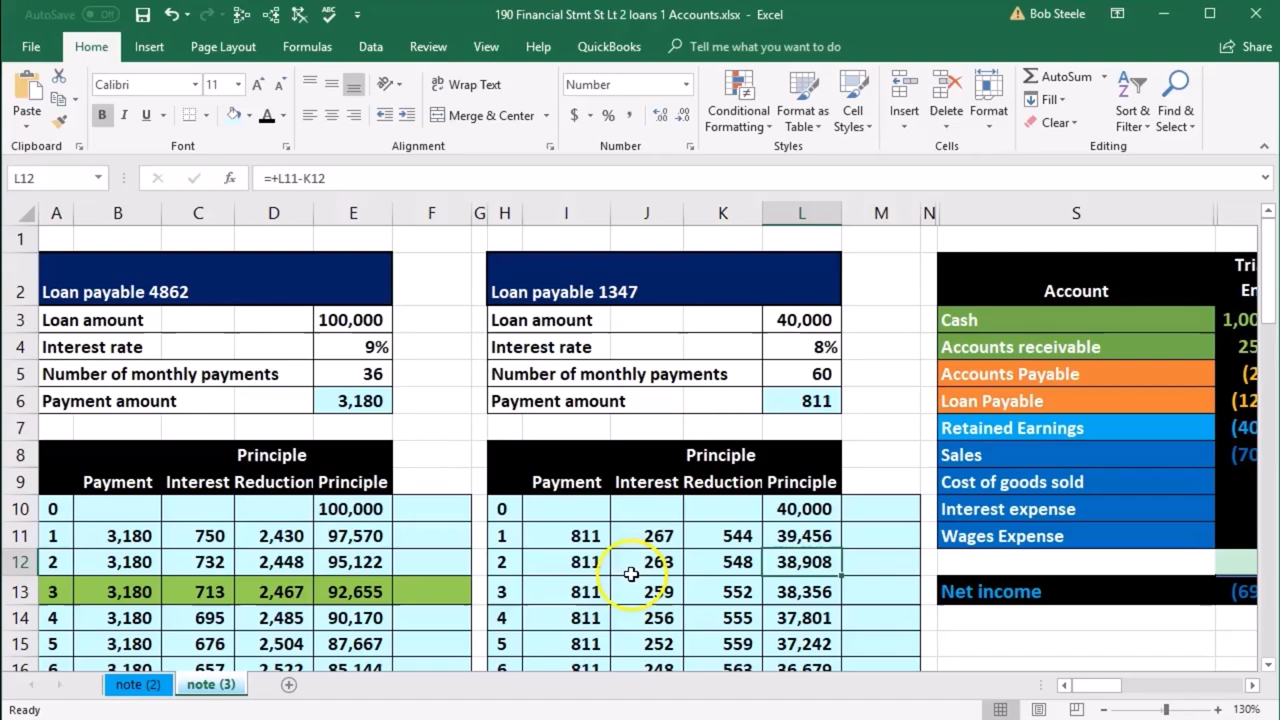 AutoSave Off
190 Financial Stmt St Lt 2 loans 1 Accounts.xlsx - Excel
Bob Steele
File Home Insert Page Layout Formulas Data Review View Help QuickBooks Tell me what you want to do Share
Paste
Calibri 11
Wrap Text
Number
Merge & Center
Conditional Formatting
Format as Table
Cell Styles
Insert Delete Format
AutoSum
Fill
Clear
Sort & Filter
Find & Select
Clipboard Font Alignment Number Styles Cells Editing
L12 fx =+L11-K12
A B C D E F G H I J K L M N S
1
2 Loan payable 4862 Loan payable 1347 Account Tri En
3 Loan amount 100,000 Loan amount 40,000 Cash 1,00
4 Interest rate 9% Interest rate 8% Accounts receivable 25
5 Number of monthly payments 36 Number of monthly payments 60 Accounts Payable (2
6 Payment amount 3,180 Payment amount 811 Loan Payable (12
7 Retained Earnings (40
8 Principle Principle Sales (70
9 Payment Interest Reduction Principle Payment Interest Reduction Principle Cost of goods sold
10 0 100,000 0 40,000 Interest expense
11 1 3,180 750 2,430 97,570 1 811 267 544 39,456 Wages Expense
12 2 3,180 732 2,448 95,122 2 811 263 548 38,908
13 3 3,180 713 2,467 92,655 3 811 259 552 38,356 Net income (69
14 4 3,180 695 2,485 90,170 4 811 256 555 37,801
15 5 3,180 676 2,504 87,667 5 811 252 559 37,242
16 6 3,180 657 2,522 85,144 6 811 248 563 36,679
note (2) note (3)
Ready 130%